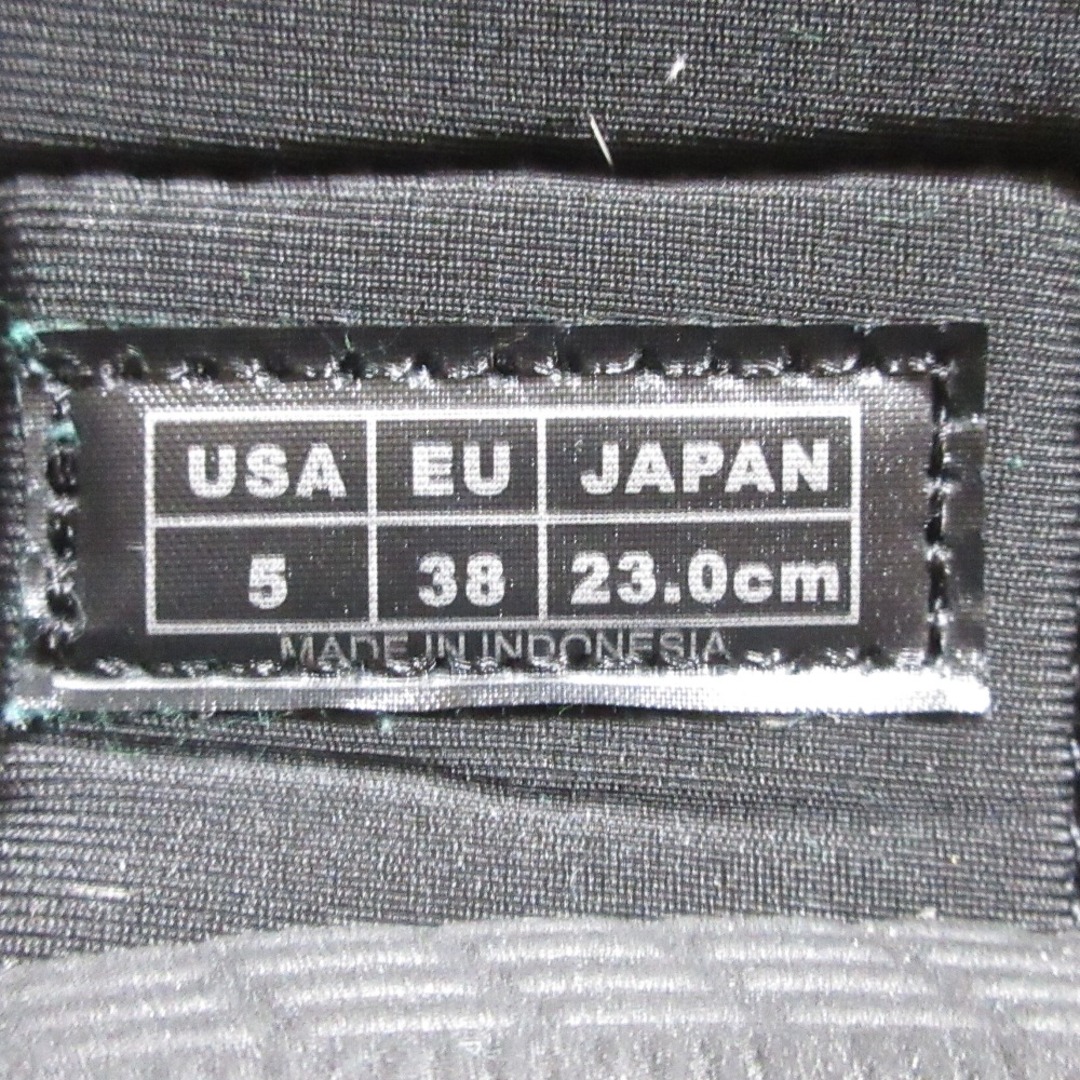 USA EU JAPAN
5 38 23.0cm
MADE IN INDONESIA